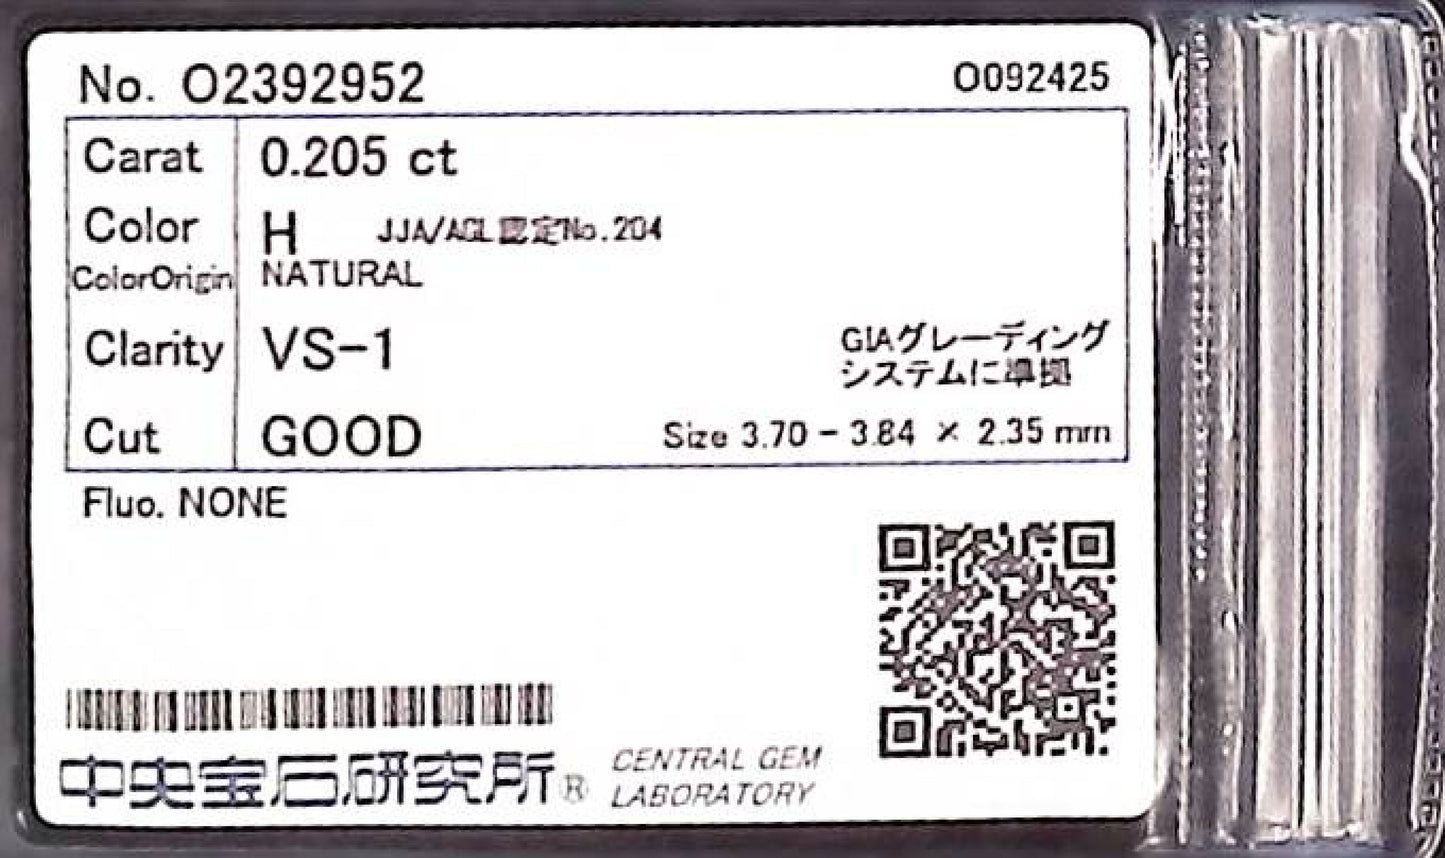 No. O2392952
O092425
Carat 0.205 ct
Color H JJA/AGL認定No.204
ColorOrigin NATURAL
Clarity VS-1
GIAグレーディング
システムに準拠
Cut GOOD
Size 3.70 - 3.84 × 2.35 mm
Fluo. NONE
中央宝石研究所®
CENTRAL GEM
LABORATORY